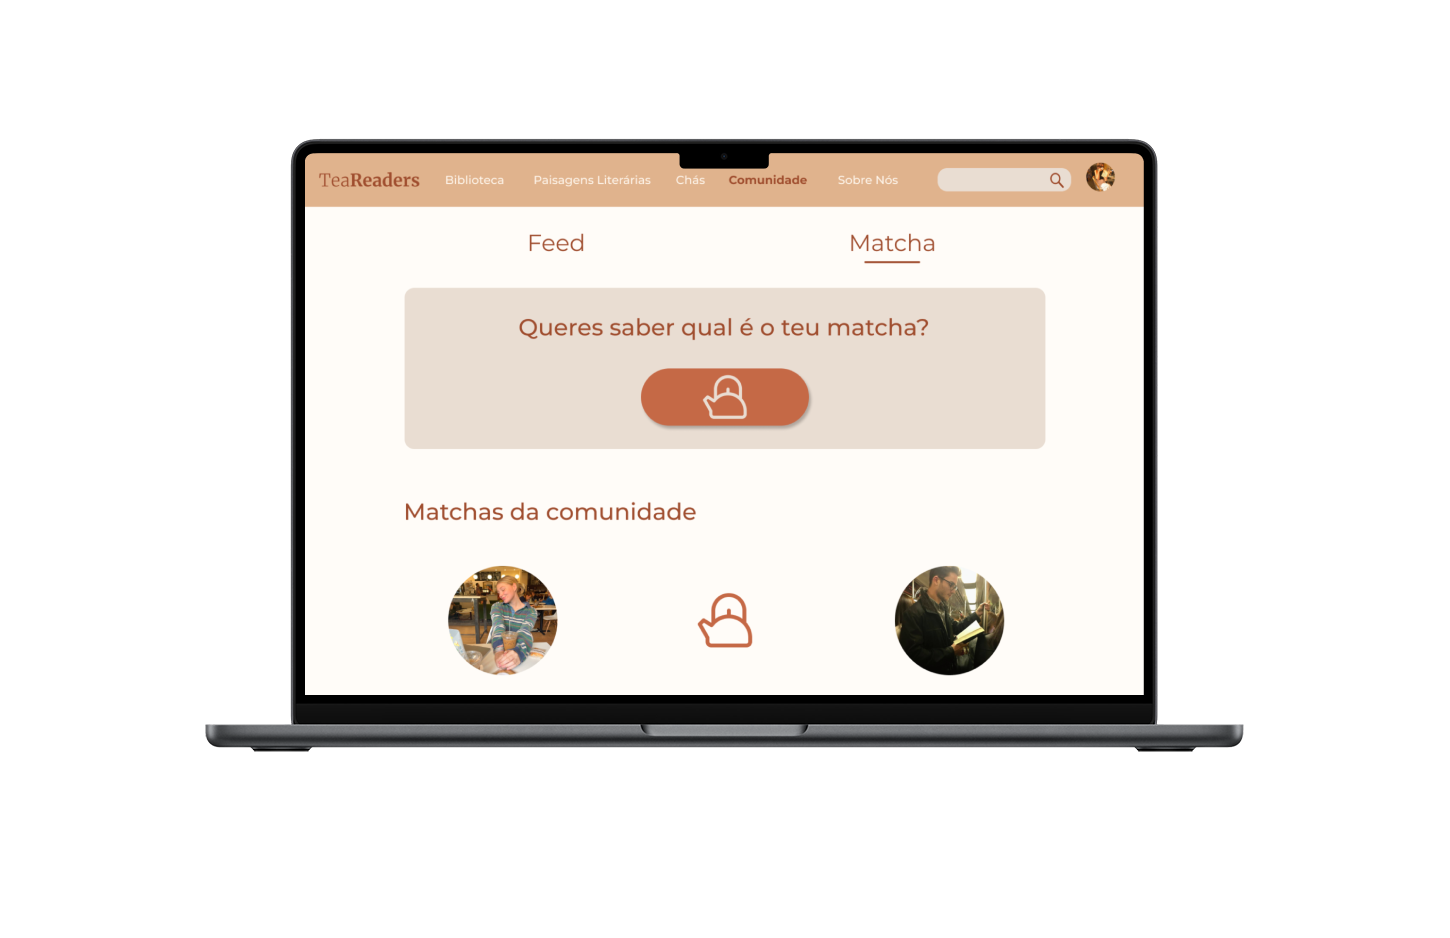 TeaReaders Biblioteca Paisagens Literárias Chás Comunidade Sobre Nós
Feed Matcha
Queres saber qual é o teu matcha?
Matchas da comunidade